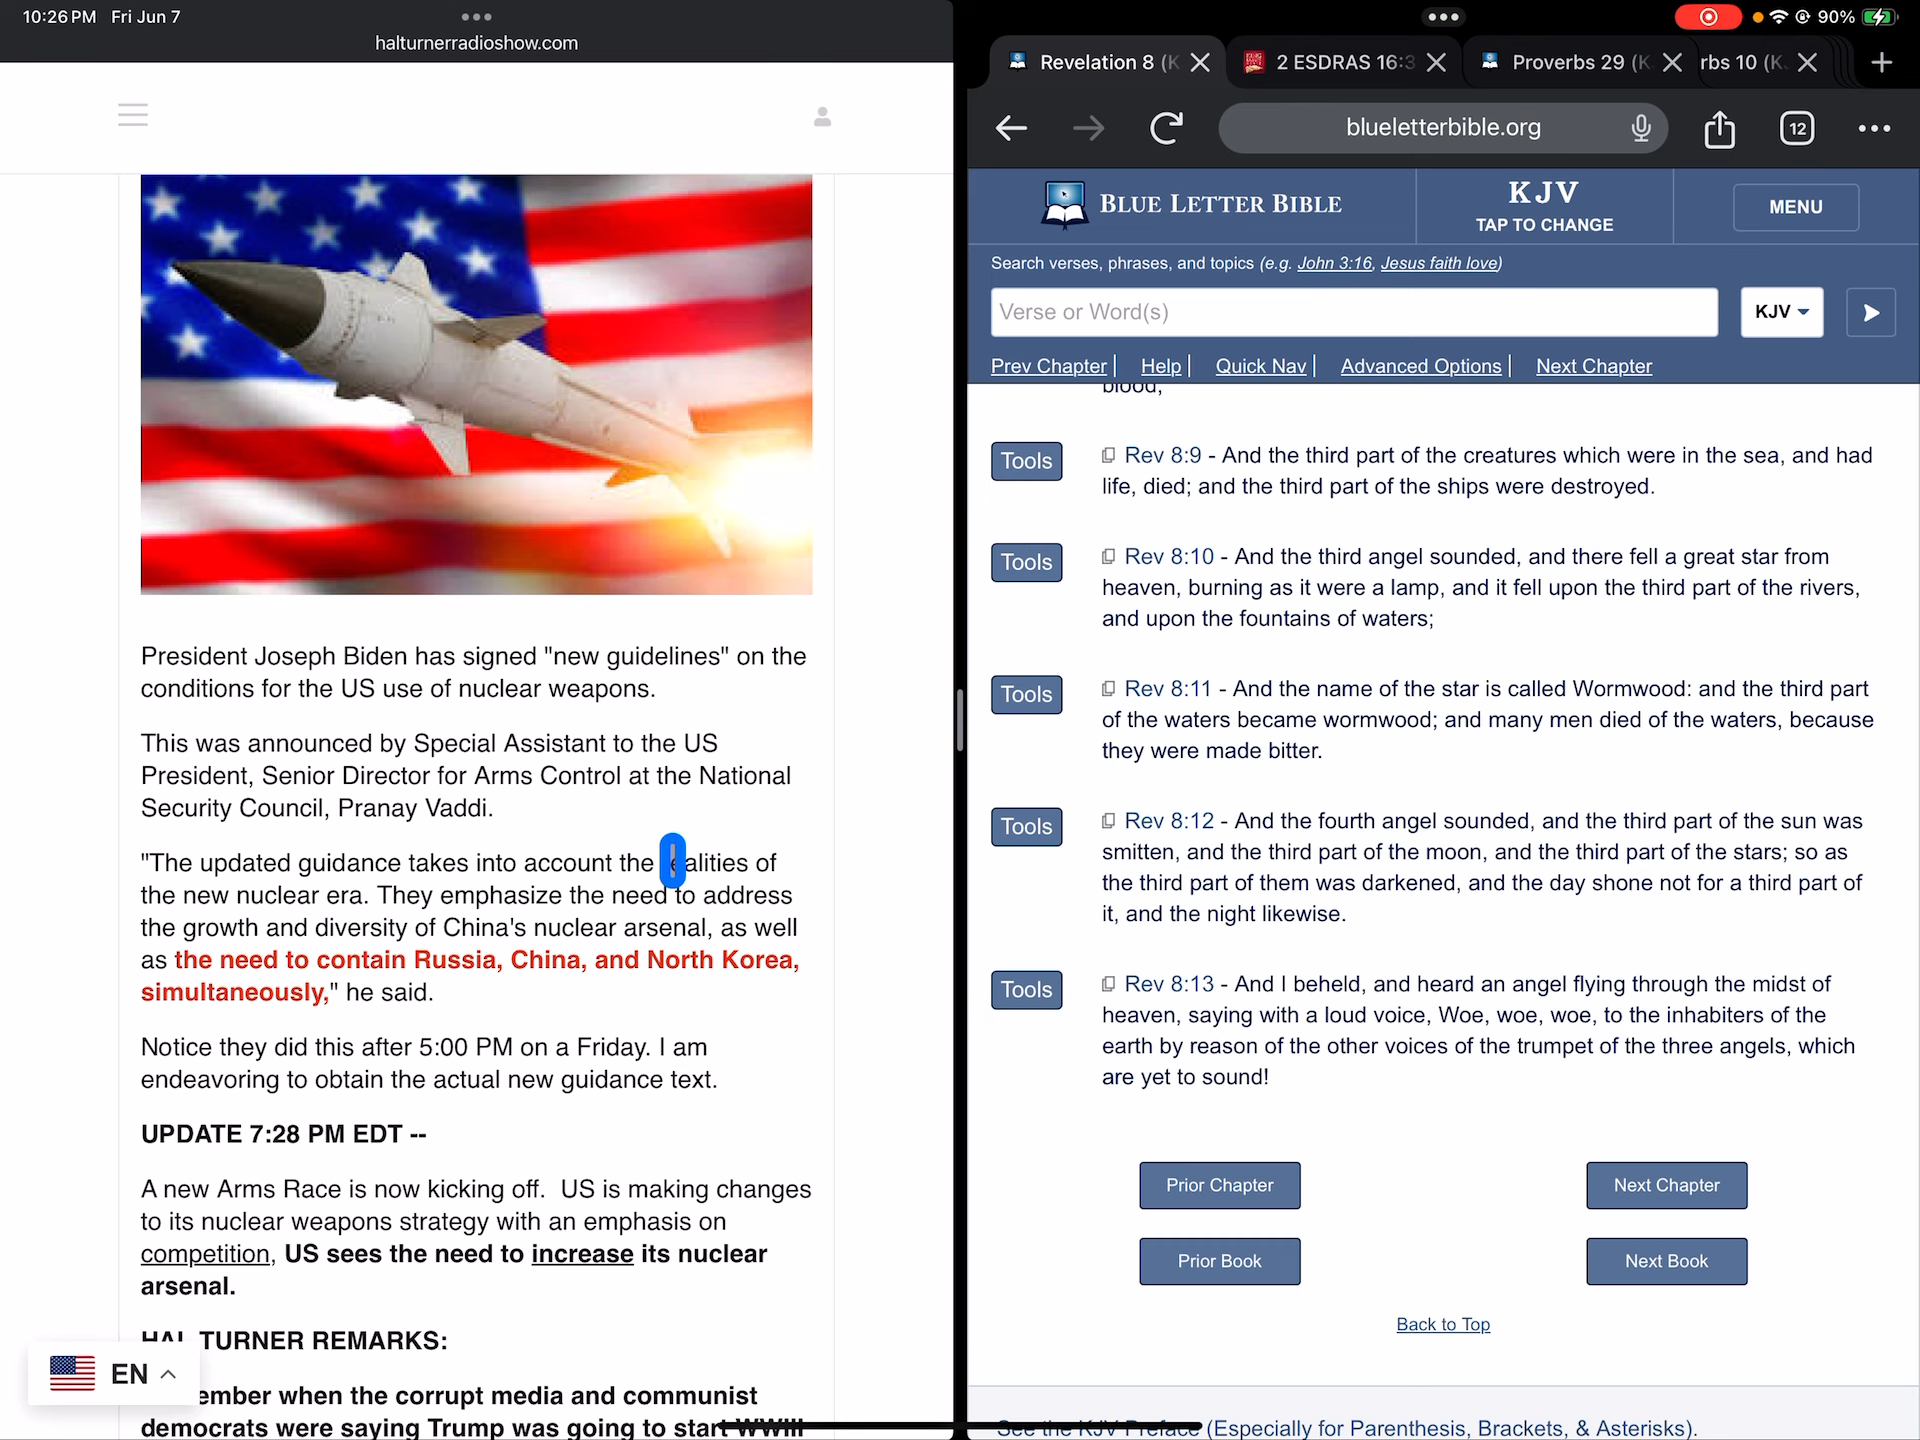 10:26 PM Fri Jun 7
halturnerradioshow.com
President Joseph Biden has signed "new guidelines" on the
conditions for the US use of nuclear weapons.
This was announced by Special Assistant to the US
President, Senior Director for Arms Control at the National
Security Council, Pranay Vaddi.
"The updated guidance takes into account the ealities of
the new nuclear era. They emphasize the need to address
the growth and diversity of China's nuclear arsenal, as well
as the need to contain Russia, China, and North Korea,
simultaneously," he said.
Notice they did this after 5:00 PM on a Friday. I am
endeavoring to obtain the actual new guidance text.
UPDATE 7:28 PM EDT --
A new Arms Race is now kicking off. US is making changes
to its nuclear weapons strategy with an emphasis on
competition, US sees the need to increase its nuclear
arsenal.
HAL TURNER REMARKS:
ember when the corrupt media and communist
democrats were saying Trump was going to start WWIII
EN
90%
Revelation 8 (K
2 ESDRAS 16:3
Proverbs 29 (K
rbs 10 (K.
blueletterbible.org
12
BLUE LETTER BIBLE
KJV
TAP TO CHANGE
MENU
Search verses, phrases, and topics (e.g. John 3:16, Jesus faith love)
Verse or Word(s)
KJV
Prev Chapter | Help | Quick Nav | Advanced Options | Next Chapter
blood;
Tools Rev 8:9 - And the third part of the creatures which were in the sea, and had
life, died; and the third part of the ships were destroyed.
Tools Rev 8:10 - And the third angel sounded, and there fell a great star from
heaven, burning as it were a lamp, and it fell upon the third part of the rivers,
and upon the fountains of waters;
Tools Rev 8:11 - And the name of the star is called Wormwood: and the third part
of the waters became wormwood; and many men died of the waters, because
they were made bitter.
Tools Rev 8:12 - And the fourth angel sounded, and the third part of the sun was
smitten, and the third part of the moon, and the third part of the stars; so as
the third part of them was darkened, and the day shone not for a third part of
it, and the night likewise.
Tools Rev 8:13 - And I beheld, and heard an angel flying through the midst of
heaven, saying with a loud voice, Woe, woe, woe, to the inhabiters of the
earth by reason of the other voices of the trumpet of the three angels, which
are yet to sound!
Prior Chapter Next Chapter
Prior Book Next Book
Back to Top
See the KJV Preface (Especially for Parenthesis, Brackets, & Asterisks).